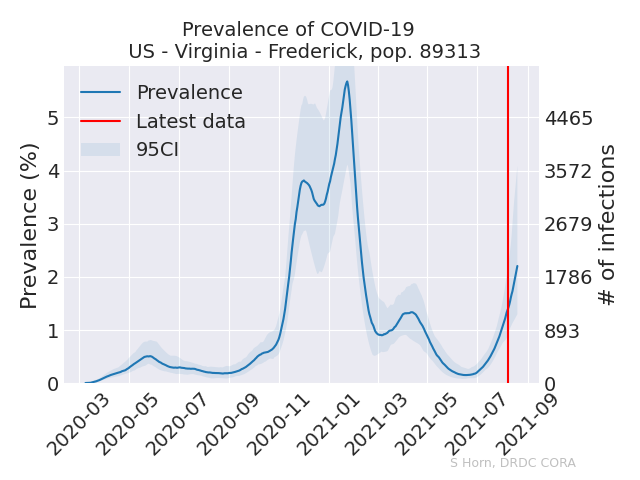 Prevalence of COVID-19
US - Virginia - Frederick, pop. 89313
Prevalence
Latest data
95CI
Prevalence (%)
5
4
3
2
1
0
4465
3572
2679
1786
893
0
# of infections
2020-03
2020-05
2020-07
2020-09
2020-11
2021-01
2021-03
2021-05
2021-07
2021-09
S Horn, DRDC CORA